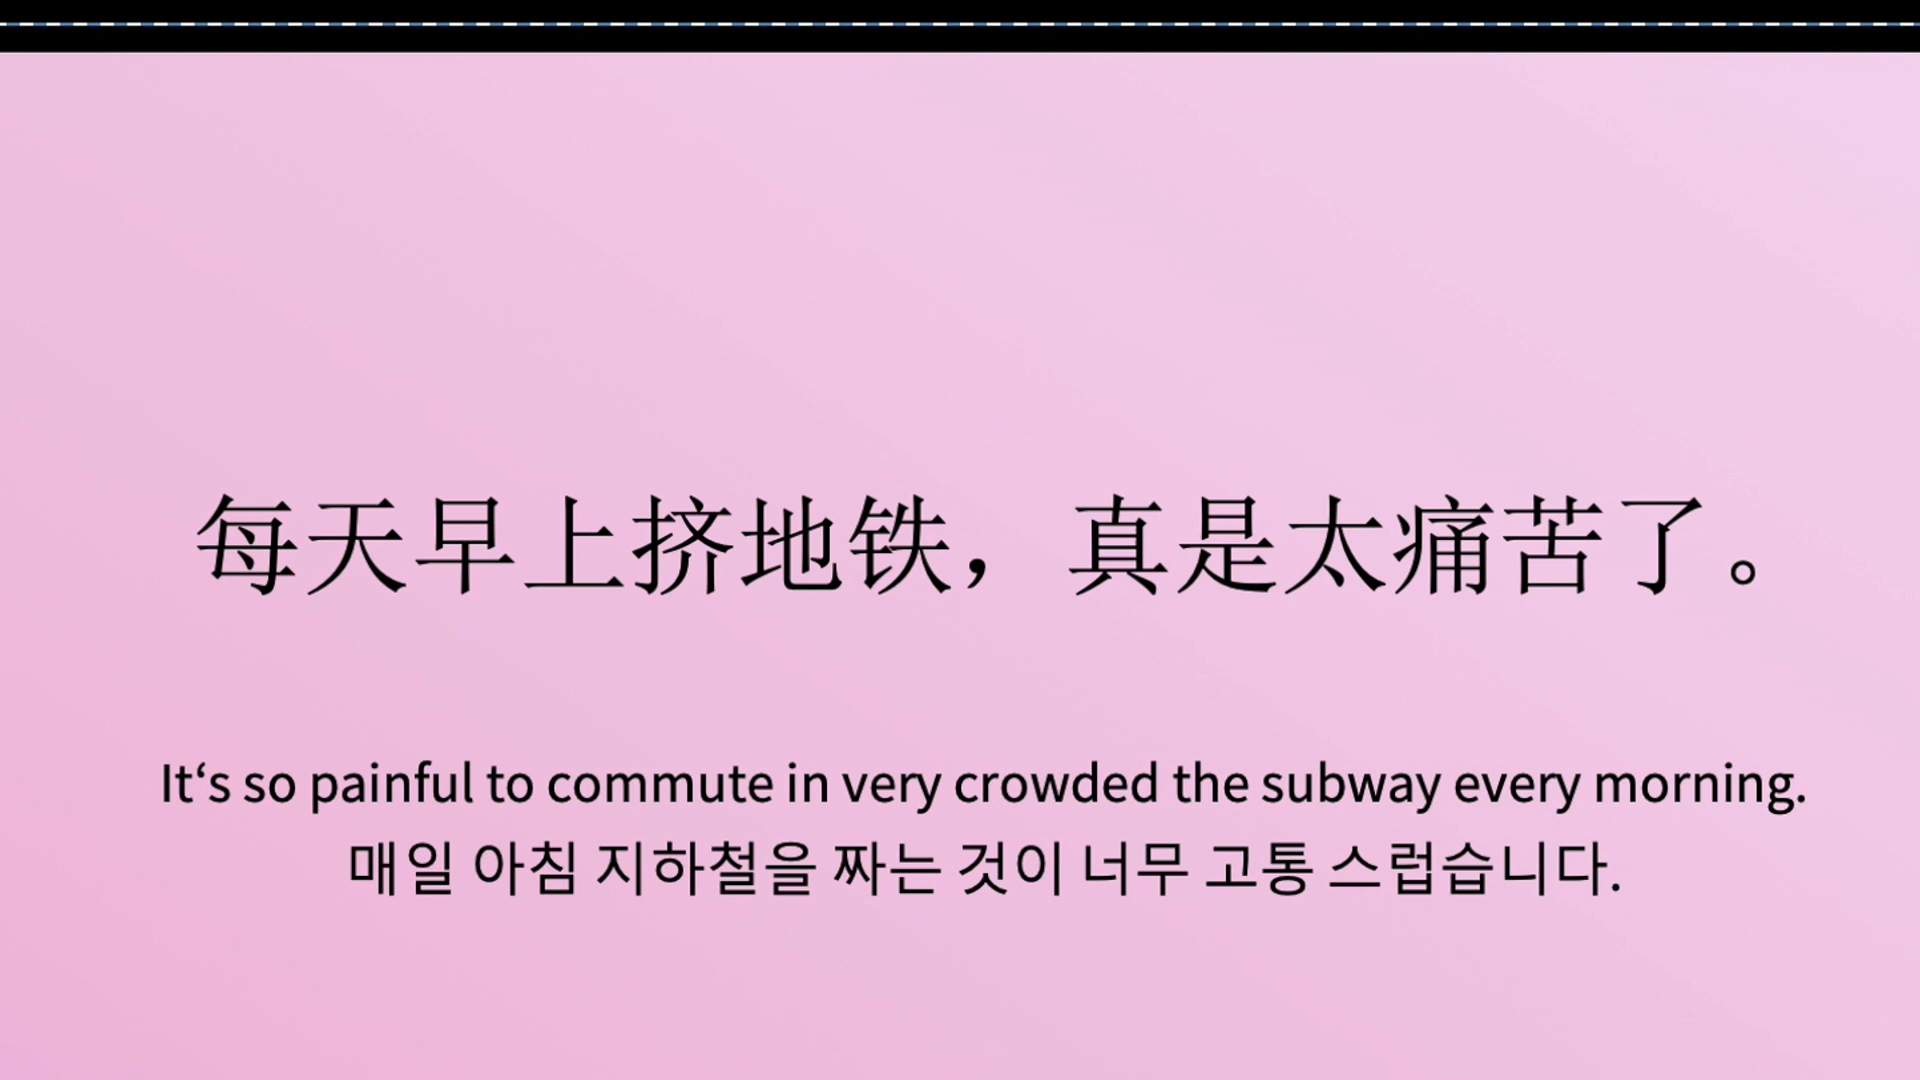 每天早上挤地铁，真是太痛苦了。
It‘s so painful to commute in very crowded the subway every morning.
매일 아침 지하철을 짜는 것이 너무 고통 스럽습니다.